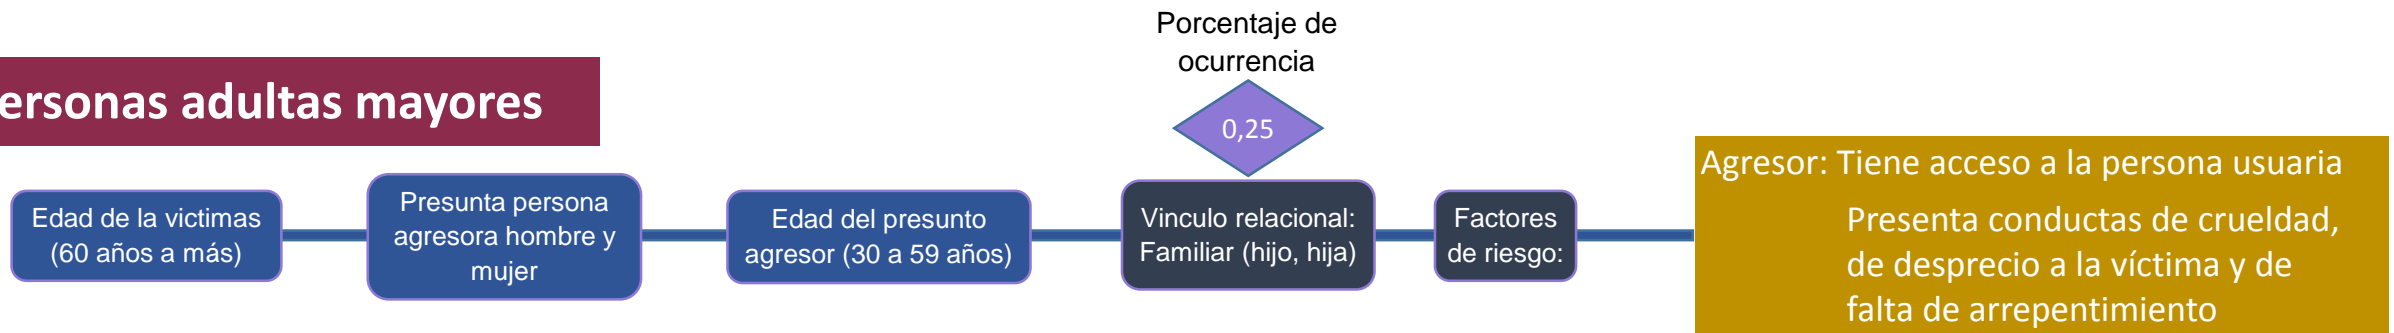 Porcentaje de
ocurrencia
ersonas adultas mayores
0,25
Edad de la victimas
(60 años a más)
Presunta persona
agresora hombre y
mujer
Edad del presunto
agresor (30 a 59 años)
Vinculo relacional:
Familiar (hijo, hija)
Factores
de riesgo:
Agresor: Tiene acceso a la persona usuaria
Presenta conductas de crueldad,
de desprecio a la víctima y de
falta de arrepentimiento